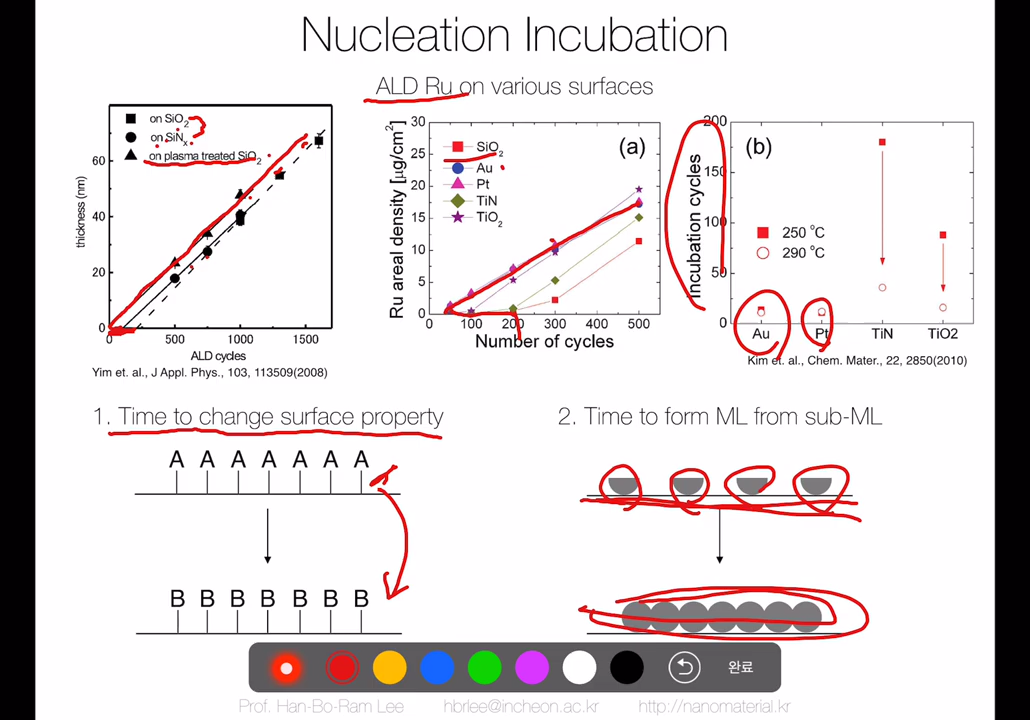 Nucleation Incubation
ALD Ru on various surfaces
on SiO2
on SiNx
on plasma treated SiO2
60
40
20
0
thickness (nm)
0 500 1000 1500
ALD cycles
Yim et. al., J Appl. Phys., 103, 113509(2008)
(a)
SiO2
Au
Pt
TiN
TiO2
30
25
20
15
10
5
0
Ru areal density [μg/cm2]
0 100 200 300 400 500
Number of cycles
(b)
200
150
100
50
0
Incubation cycles
250 °C
290 °C
Au Pt TiN TiO2
Kim et. al., Chem. Mater., 22, 2850(2010)
1. Time to change surface property
A A A A A A A
B B B B B B B
2. Time to form ML from sub-ML
완료
Prof. Han-Bo-Ram Lee hbrlee@incheon.ac.kr http://nanomaterial.kr